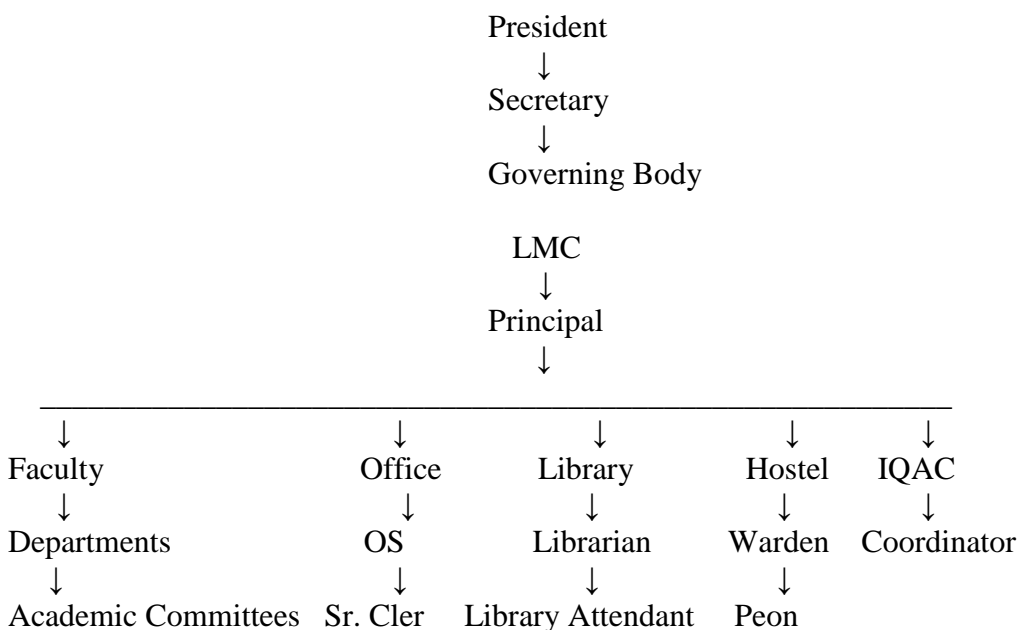 President
↓
Secretary
↓
Governing Body
LMC
↓
Principal
↓
↓ ↓ ↓ ↓ ↓
Faculty Office Library Hostel IQAC
↓ ↓ ↓ ↓ ↓
Departments OS Librarian Warden Coordinator
↓ ↓ ↓ ↓
Academic Committees Sr. Cler Library Attendant Peon